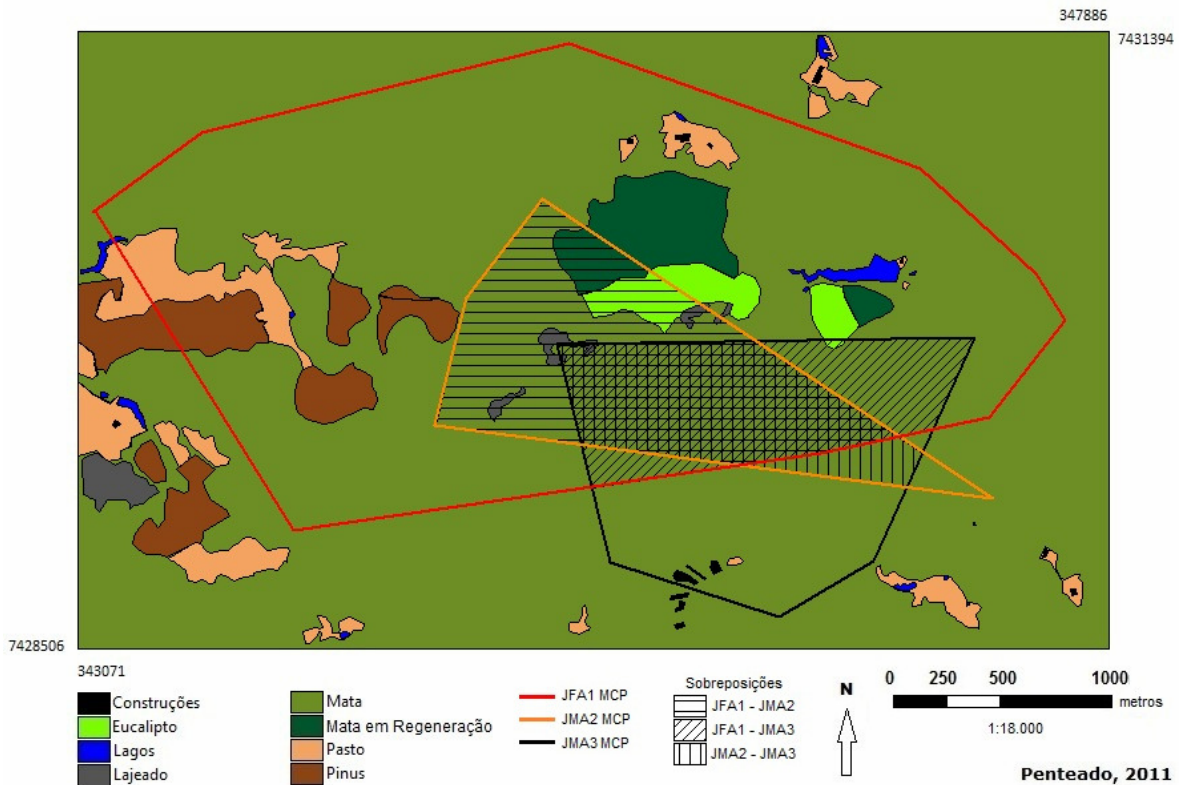 347886
7431394
7428506
343071
Construções
Eucalipto
Lagos
Lajeado
Mata
Mata em Regeneração
Pasto
Pinus
JFA1 MCP
JMA2 MCP
JMA3 MCP
Sobreposições
JFA1 - JMA2
JFA1 - JMA3
JMA2 - JMA3
N
0 250 500 1000
metros
1:18.000
Penteado, 2011